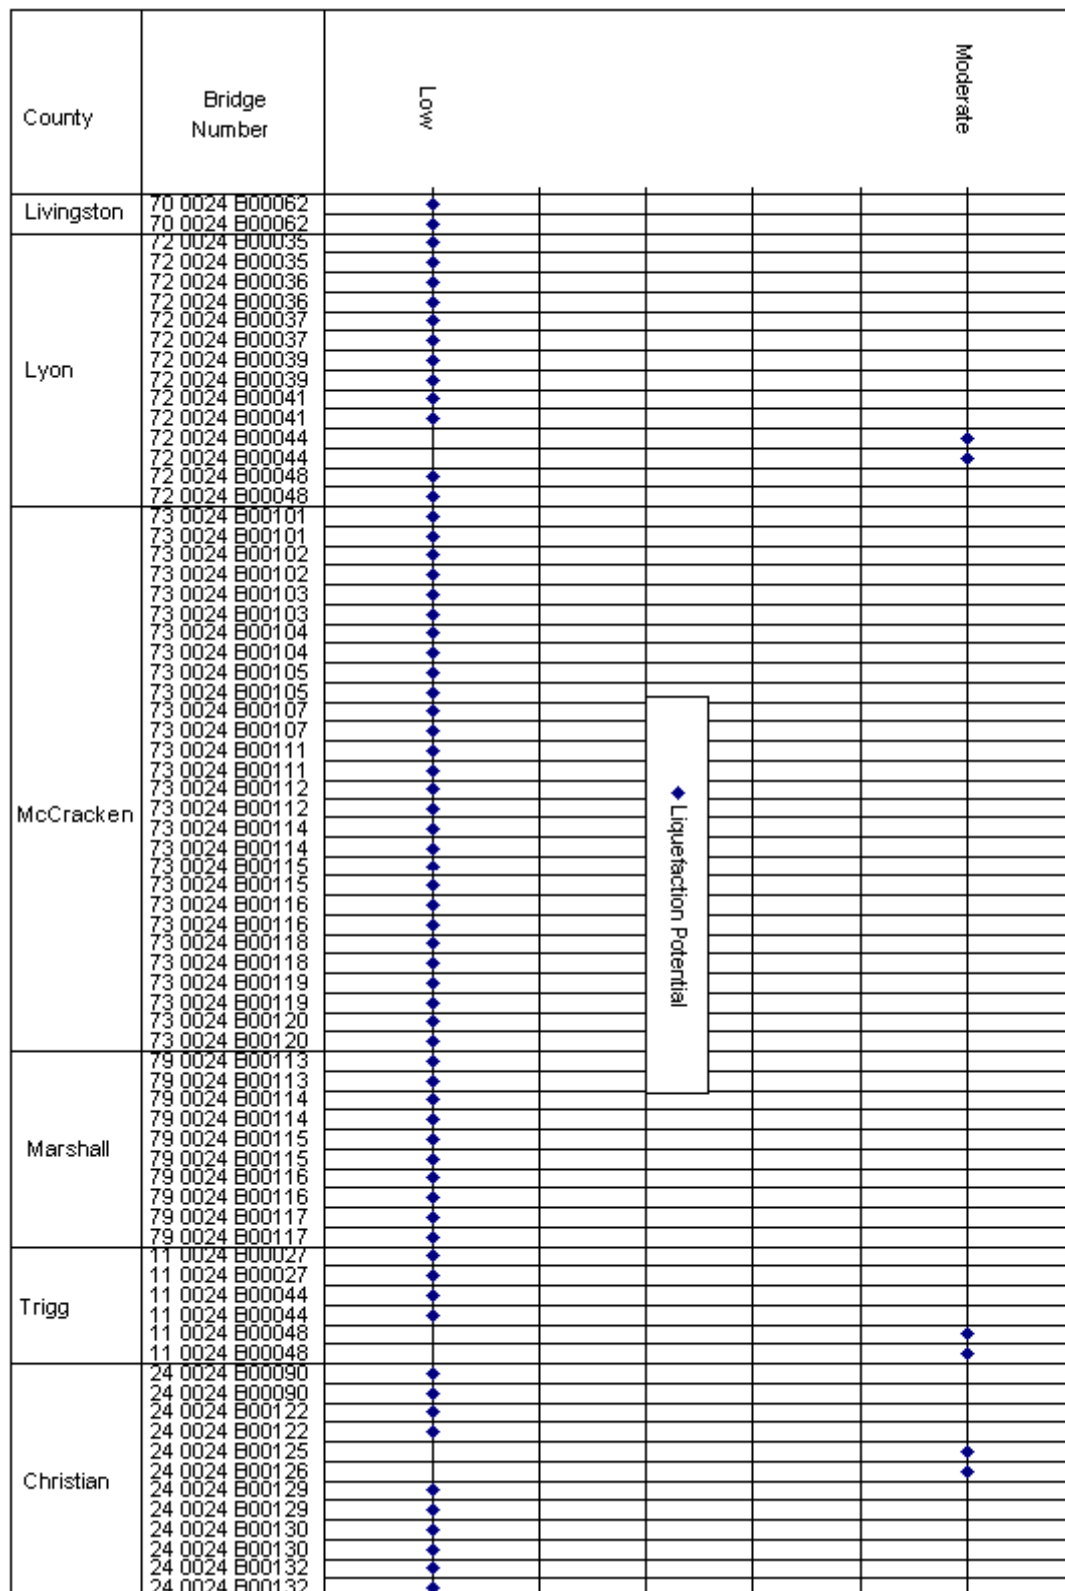 County
Bridge
Number
Low
Moderate
Livingston
70 0024 B00062
70 0024 B00062
Lyon
72 0024 B00035
72 0024 B00035
72 0024 B00036
72 0024 B00036
72 0024 B00037
72 0024 B00037
72 0024 B00039
72 0024 B00039
72 0024 B00041
72 0024 B00041
72 0024 B00044
72 0024 B00044
72 0024 B00048
72 0024 B00048
McCracken
73 0024 B00101
73 0024 B00101
73 0024 B00102
73 0024 B00102
73 0024 B00103
73 0024 B00103
73 0024 B00104
73 0024 B00104
73 0024 B00105
73 0024 B00105
73 0024 B00107
73 0024 B00107
73 0024 B00111
73 0024 B00111
73 0024 B00112
73 0024 B00112
73 0024 B00114
73 0024 B00114
73 0024 B00115
73 0024 B00115
73 0024 B00116
73 0024 B00116
73 0024 B00118
73 0024 B00118
73 0024 B00119
73 0024 B00119
73 0024 B00120
73 0024 B00120
Liquefaction Potential
Marshall
79 0024 B00113
79 0024 B00113
79 0024 B00114
79 0024 B00114
79 0024 B00115
79 0024 B00115
79 0024 B00116
79 0024 B00116
79 0024 B00117
79 0024 B00117
Trigg
11 0024 B00027
11 0024 B00027
11 0024 B00044
11 0024 B00044
11 0024 B00048
11 0024 B00048
Christian
24 0024 B00090
24 0024 B00090
24 0024 B00122
24 0024 B00122
24 0024 B00125
24 0024 B00126
24 0024 B00129
24 0024 B00129
24 0024 B00130
24 0024 B00130
24 0024 B00132
24 0024 B00132